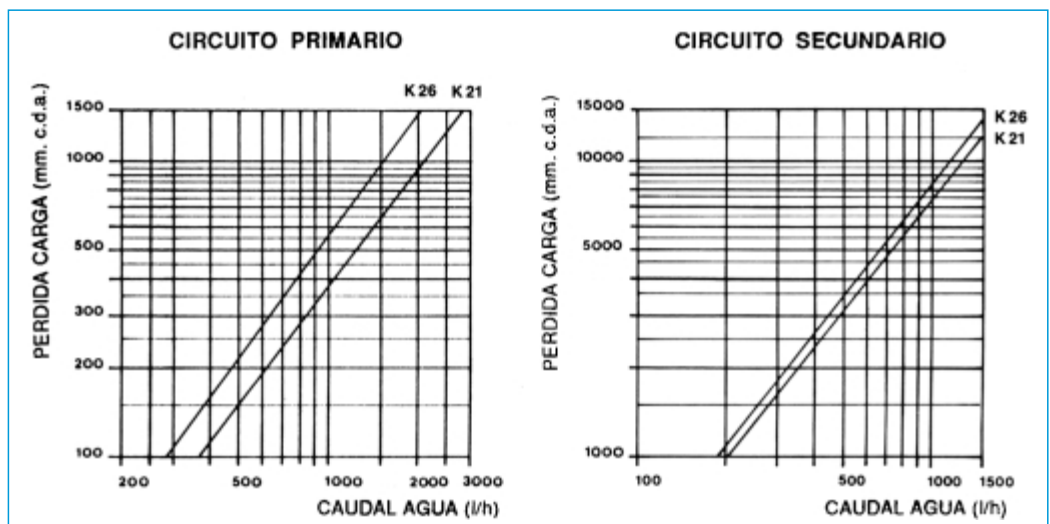 CIRCUITO PRIMARIO
K 26 K 21
PERDIDA CARGA (mm. c.d.a.)
1500
1000
500
300
200
100
200 500 1000 2000 3000
CAUDAL AGUA (l/h)
CIRCUITO SECUNDARIO
K 26
K 21
PERDIDA CARGA (mm. c.d.a.)
15000
10000
5000
1000
100 500 1000 1500
CAUDAL AGUA (l/h)